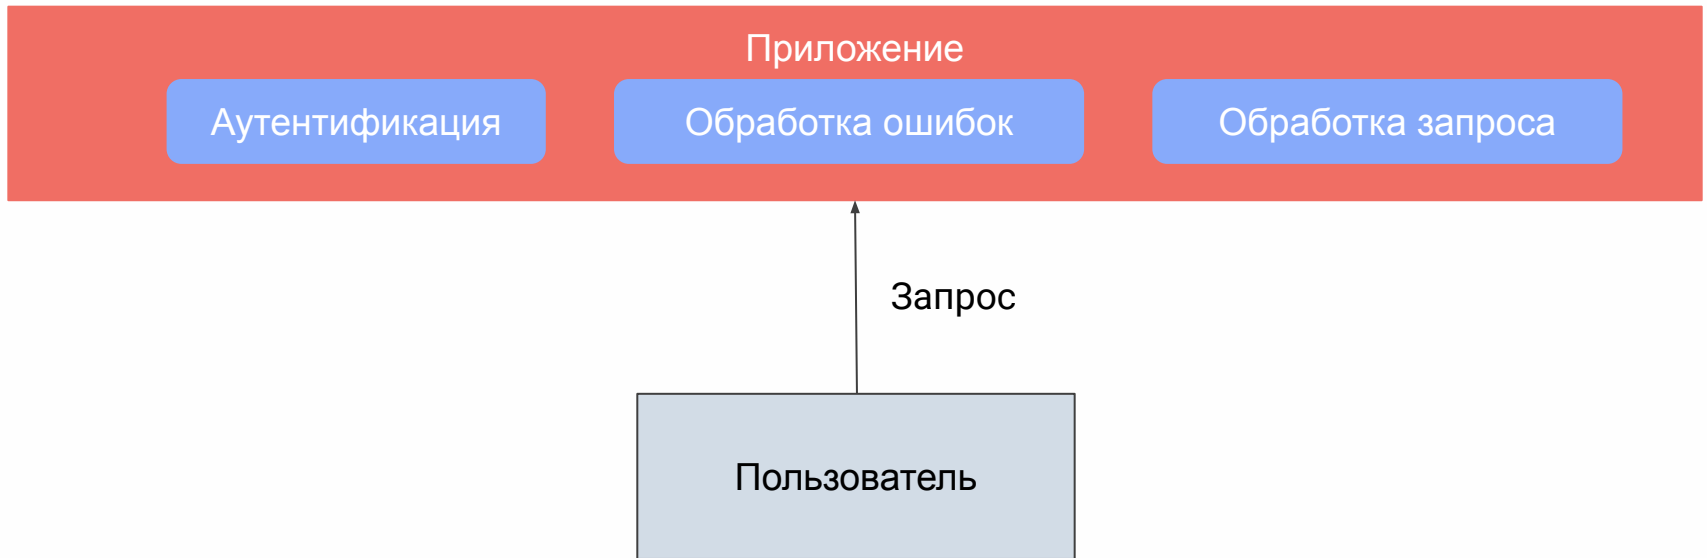 Приложение
Аутентификация
Обработка ошибок
Обработка запроса
Запрос
Пользователь